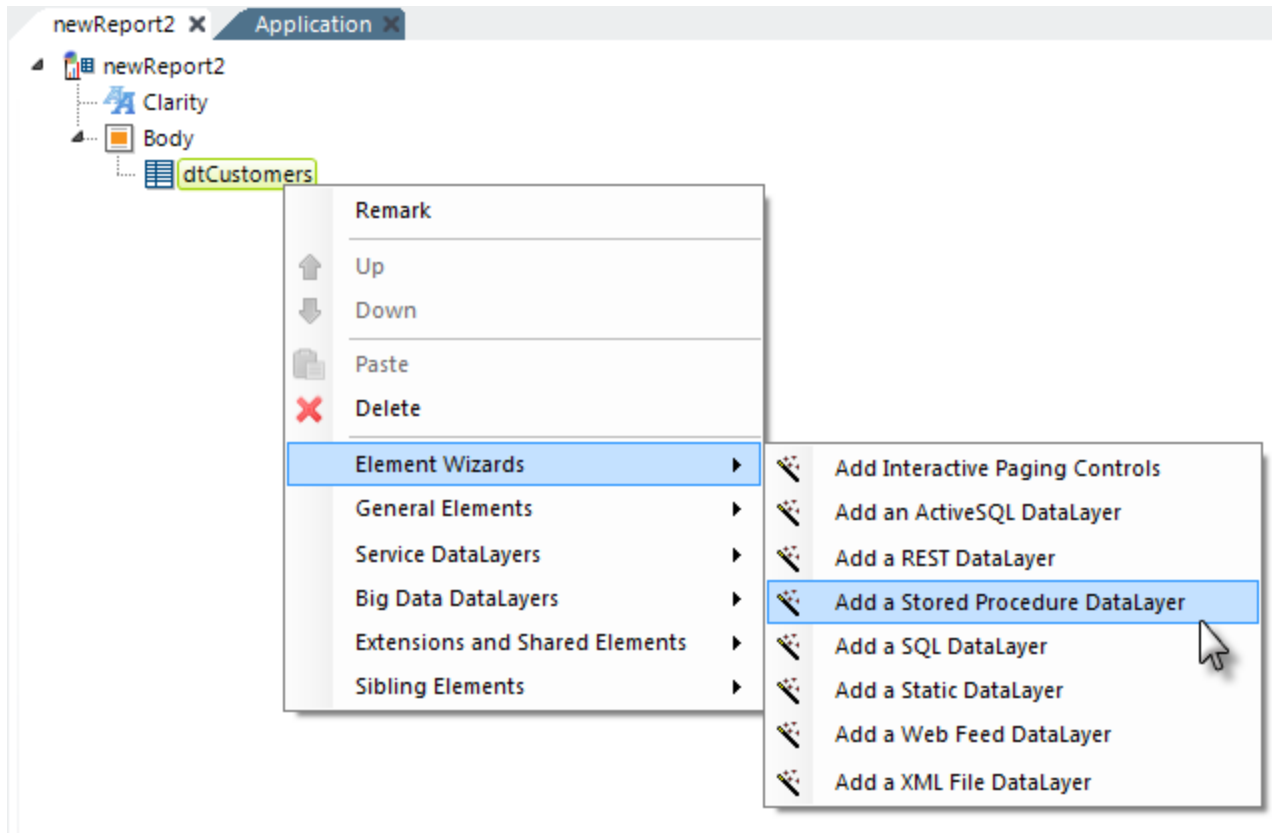 newReport2
Application
newReport2
Clarity
Body
dtCustomers
Remark
Up
Down
Paste
Delete
Element Wizards
General Elements
Service DataLayers
Big Data DataLayers
Extensions and Shared Elements
Sibling Elements
Add Interactive Paging Controls
Add an ActiveSQL DataLayer
Add a REST DataLayer
Add a Stored Procedure DataLayer
Add a SQL DataLayer
Add a Static DataLayer
Add a Web Feed DataLayer
Add a XML File DataLayer